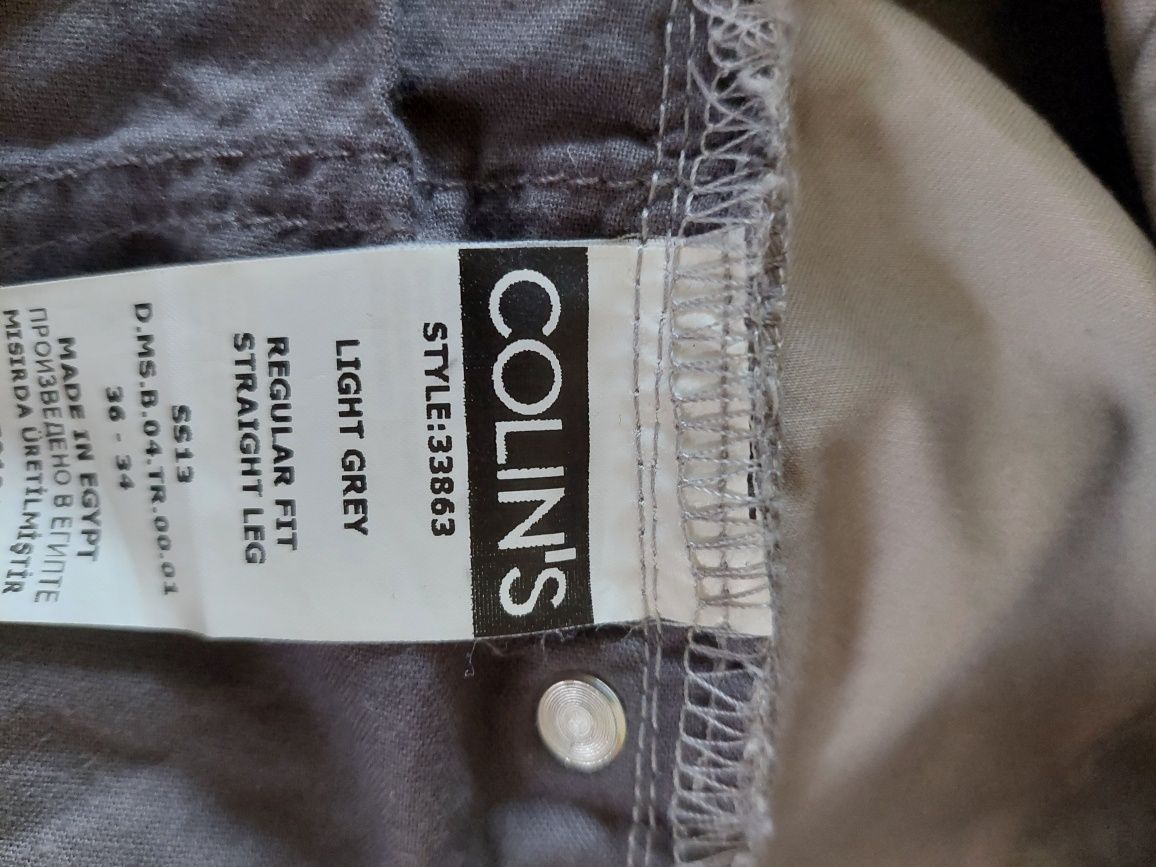 COLIN'S
STYLE:33863
LIGHT GREY
REGULAR FIT
STRAIGHT LEG
SS13
D.MS.B.04.TR.00.01
36 - 34
MADE IN EGYPT
ПРОИЗВЕДЕНО В ЕГИПТЕ
MISIRDA ÜRETİLMİŞTİR